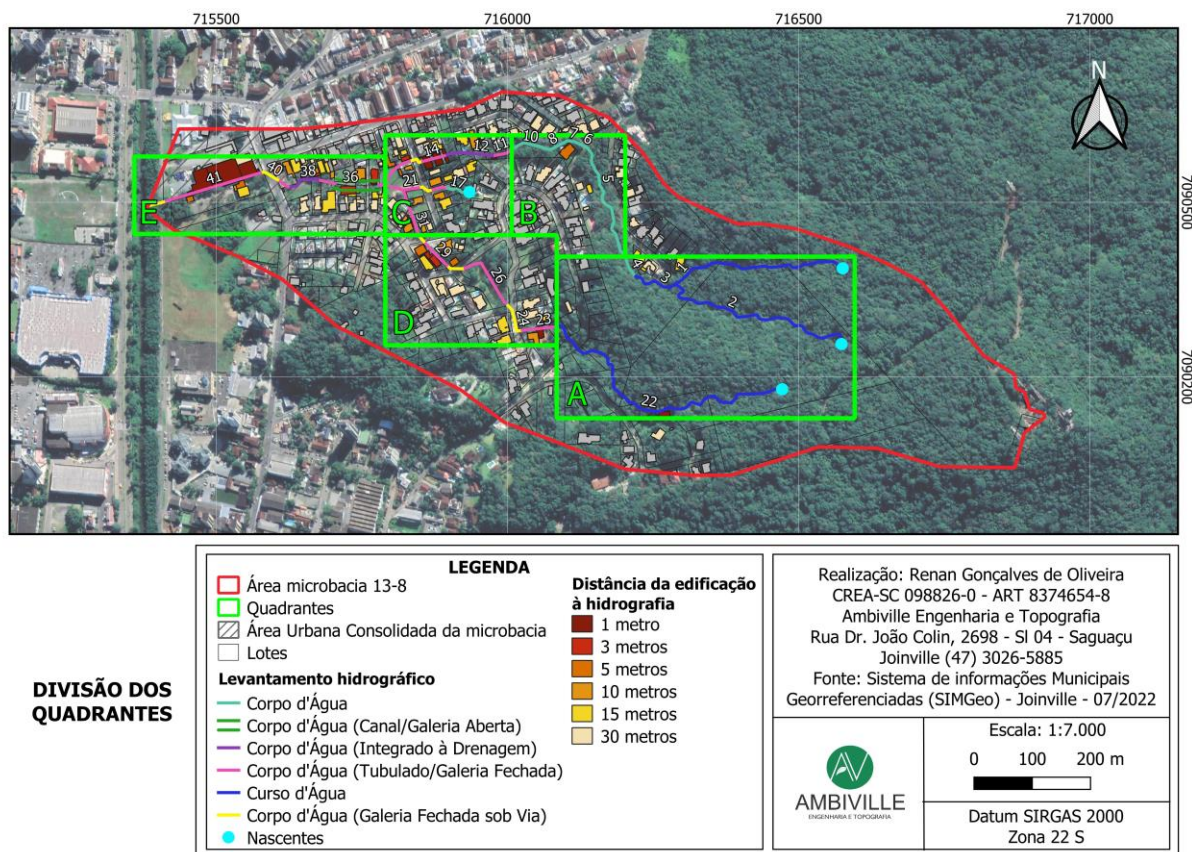 715500 716000 716500 717000
N
7090500
7090200
10 8 7 6
14 12 11
5
41 40 38 36 21 17
E C B
31
29 26
4 3 1
2
D 24 23
A
22
DIVISÃO DOS
QUADRANTES
LEGENDA
Área microbacia 13-8
Quadrantes
Área Urbana Consolidada da microbacia
Lotes
Levantamento hidrográfico
Corpo d'Água
Corpo d'Água (Canal/Galeria Aberta)
Corpo d'Água (Integrado à Drenagem)
Corpo d'Água (Tubulado/Galeria Fechada)
Curso d'Água
Corpo d'Água (Galeria Fechada sob Via)
Nascentes
Distância da edificação
à hidrografia
1 metro
3 metros
5 metros
10 metros
15 metros
30 metros
Realização: Renan Gonçalves de Oliveira
CREA-SC 098826-0 - ART 8374654-8
Ambiville Engenharia e Topografia
Rua Dr. João Colin, 2698 - Sl 04 - Saguaçu
Joinville (47) 3026-5885
Fonte: Sistema de informações Municipais
Georreferenciadas (SIMGeo) - Joinville - 07/2022
AMBIVILLE
ENGENHARIA E TOPOGRAFIA
Escala: 1:7.000
0 100 200 m
Datum SIRGAS 2000
Zona 22 S